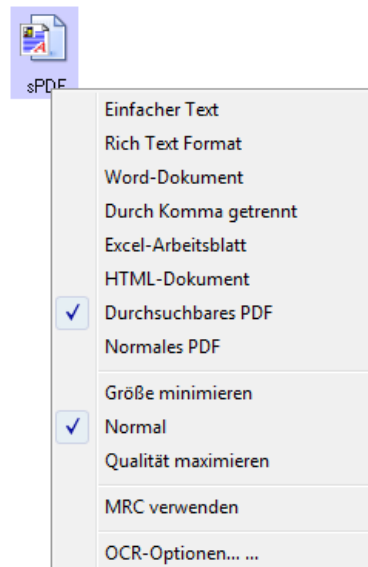 sPDF
Einfacher Text
Rich Text Format
Word-Dokument
Durch Komma getrennt
Excel-Arbeitsblatt
HTML-Dokument
Durchsuchbares PDF
Normales PDF
Größe minimieren
Normal
Qualität maximieren
MRC verwenden
OCR-Optionen... ...